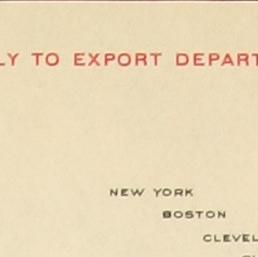 LY TO EXPORT DEPART
NEW YORK
BOSTON
CLEVEL